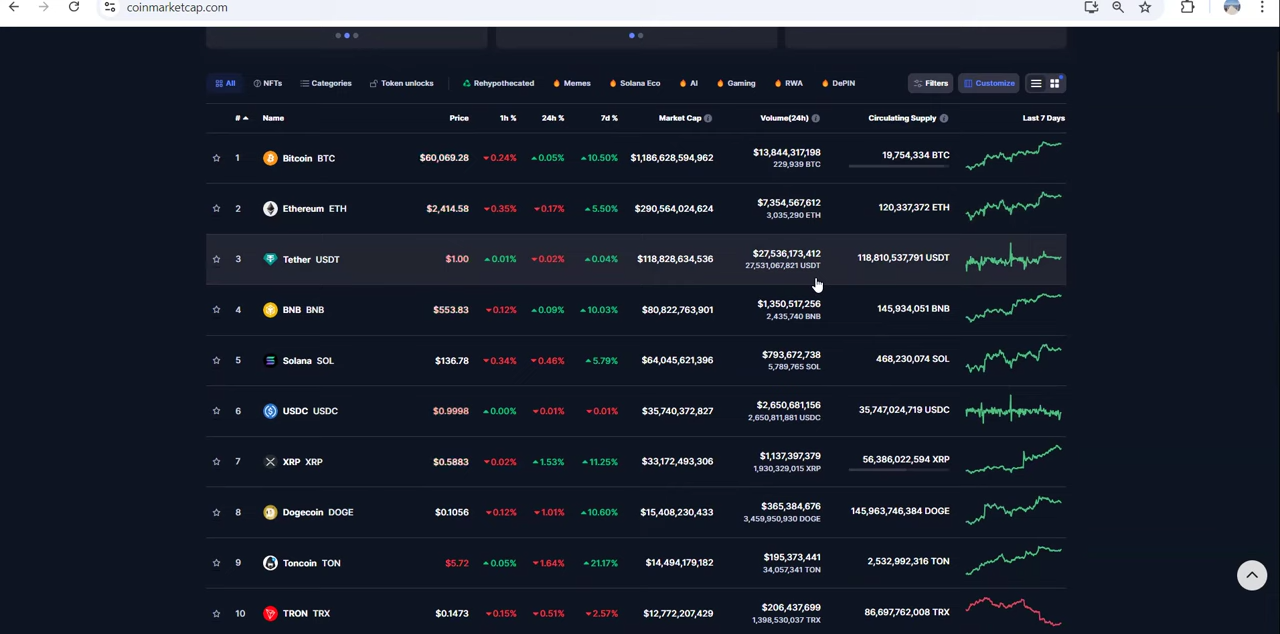 coinmarketcap.com
All NFTs Categories Token unlocks Rehypothecated Memes Solana Eco AI Gaming RWA DePIN Filters Customize
# Name Price 1h % 24h % 7d % Market Cap Volume(24h) Circulating Supply Last 7 Days
1 Bitcoin BTC $60,069.28 0.24% 0.05% 10.50% $1,186,628,594,962 $13,844,317,198 19,754,334 BTC
229,939 BTC
2 Ethereum ETH $2,414.58 0.35% 0.17% 5.50% $290,564,024,624 $7,354,567,612 120,337,372 ETH
3,035,290 ETH
3 Tether USDT $1.00 0.01% 0.02% 0.04% $118,828,634,536 $27,536,173,412 118,810,537,791 USDT
27,531,067,821 USDT
4 BNB BNB $553.83 0.12% 0.09% 10.03% $80,822,763,901 $1,350,517,256 145,934,051 BNB
2,435,740 BNB
5 Solana SOL $136.78 0.34% 0.46% 5.79% $64,045,621,396 $793,672,738 468,230,074 SOL
5,789,765 SOL
6 USDC USDC $0.9998 0.00% 0.01% 0.01% $35,740,372,827 $2,650,681,156 35,747,024,719 USDC
2,650,811,881 USDC
7 XRP XRP $0.5883 0.02% 1.53% 11.25% $33,172,493,306 $1,137,397,379 56,386,022,594 XRP
1,930,329,015 XRP
8 Dogecoin DOGE $0.1056 0.12% 1.01% 10.60% $15,408,230,433 $365,384,676 145,963,746,384 DOGE
3,459,950,930 DOGE
9 Toncoin TON $5.72 0.05% 1.64% 21.17% $14,494,179,182 $195,373,441 2,532,992,316 TON
34,057,341 TON
10 TRON TRX $0.1473 0.15% 0.51% 2.57% $12,772,207,429 $206,437,699 86,697,762,008 TRX
1,398,530,037 TRX